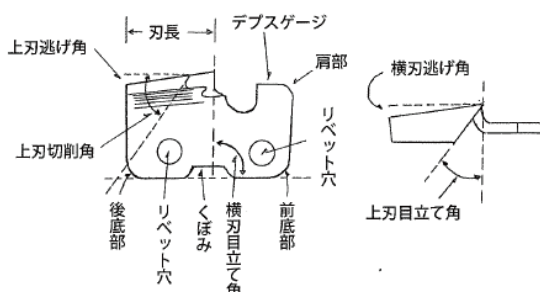 刃長
デプスゲージ
上刃逃げ角
肩部
上刃切削角
リベット穴
後底部
リベット穴
くぼみ
横刃目立て角
前底部
横刃逃げ角
上刃目立て角